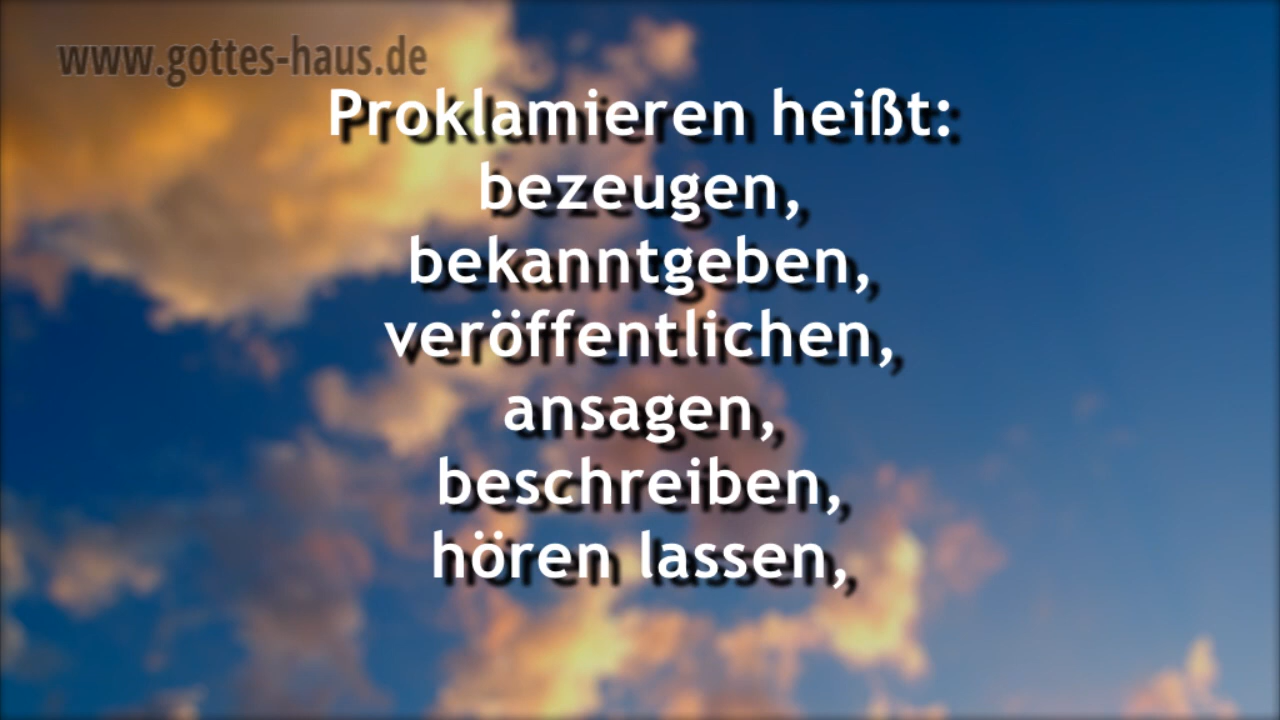 www.gottes-haus.de
Proklamieren heißt:
bezeugen,
bekanntgeben,
veröffentlichen,
ansagen,
beschreiben,
hören lassen,